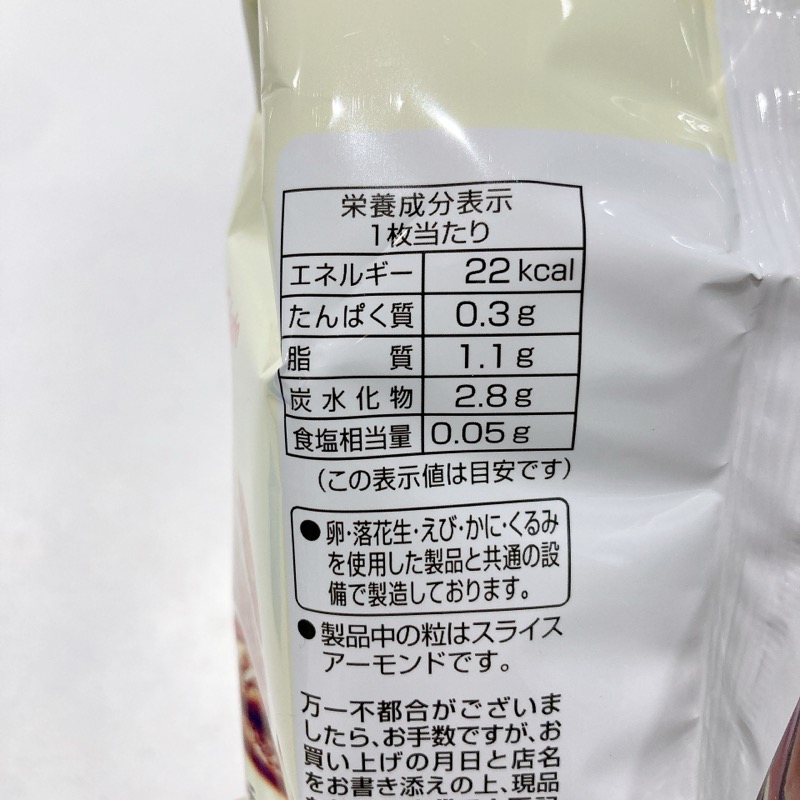 栄養成分表示
1枚当たり
エネルギー 22kcal
たんぱく質 0.3g
脂質 1.1g
炭水化物 2.8g
食塩相当量 0.05g
(この表示値は目安です)
●卵・落花生・えび・かに・くるみ
を使用した製品と共通の設
備で製造しております。
●製品中の粒はスライス
アーモンドです。
万一不都合がございま
したら、お手数ですが、お
買い上げの月日と店名
をお書き添えの上、現品